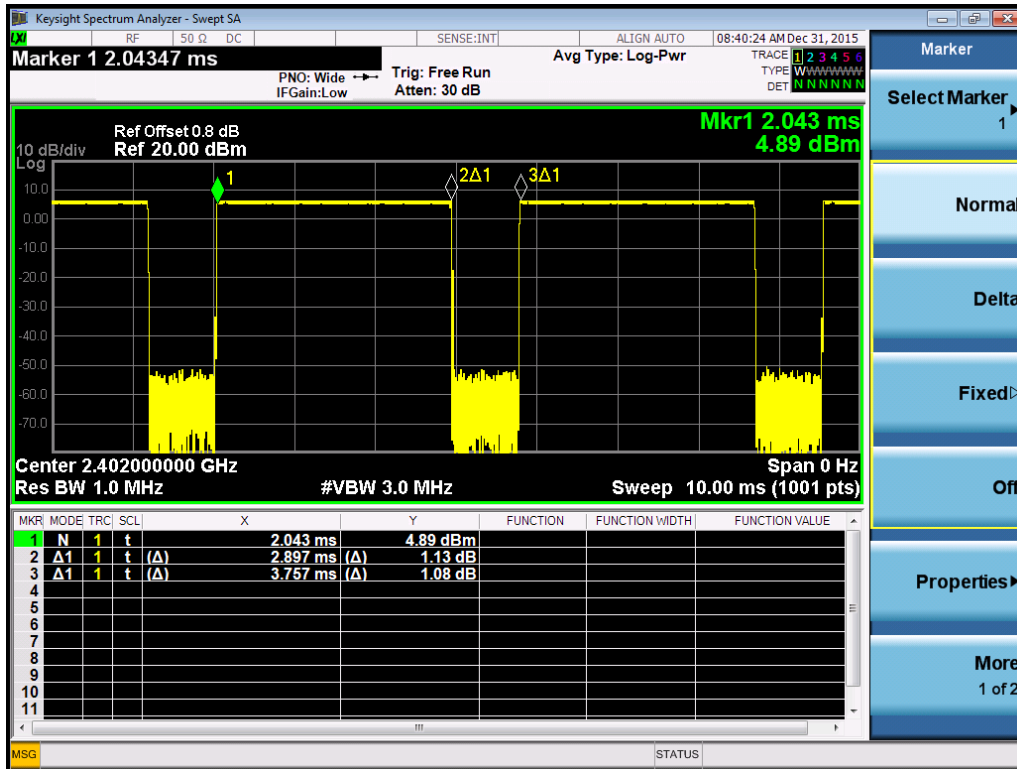 Keysight Spectrum Analyzer - Swept SA
LXI RF 50 Ω DC SENSE:INT ALIGN AUTO 08:40:24 AM Dec 31, 2015
Marker 1 2.04347 ms
PNO: Wide
IFGain:Low
Trig: Free Run
Atten: 30 dB
Avg Type: Log-Pwr
TRACE 1 2 3 4 5 6
TYPE W W W W W W
DET N N N N N N
Ref Offset 0.8 dB
Ref 20.00 dBm
10 dB/div
Log
Mkr1 2.043 ms
4.89 dBm
1
2Δ1
3Δ1
10.0
0.00
-10.0
-20.0
-30.0
-40.0
-50.0
-60.0
-70.0
Center 2.402000000 GHz Span 0 Hz
Res BW 1.0 MHz #VBW 3.0 MHz Sweep 10.00 ms (1001 pts)
MKR MODE TRC SCL X Y FUNCTION FUNCTION WIDTH FUNCTION VALUE
1 N 1 t 2.043 ms 4.89 dBm
2 Δ1 1 t (Δ) 2.897 ms (Δ) 1.13 dB
3 Δ1 1 t (Δ) 3.757 ms (Δ) 1.08 dB
4
5
6
7
8
9
10
11
MSG STATUS
Marker
Select Marker
1
Normal
Delta
Fixed
Off
Properties
More
1 of 2